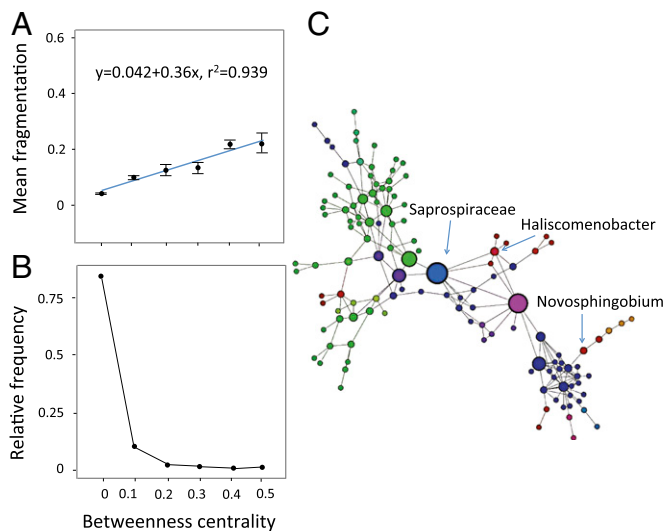 A
C
0.6
0.4
0.2
0
Mean fragmentation
y=0.042+0.36x, r²=0.939
Saprospiraceae
Haliscomenobacter
Novosphingobium
B
0.75
0.5
0.25
0
Relative frequency
0 0.1 0.2 0.3 0.4 0.5
Betweenness centrality